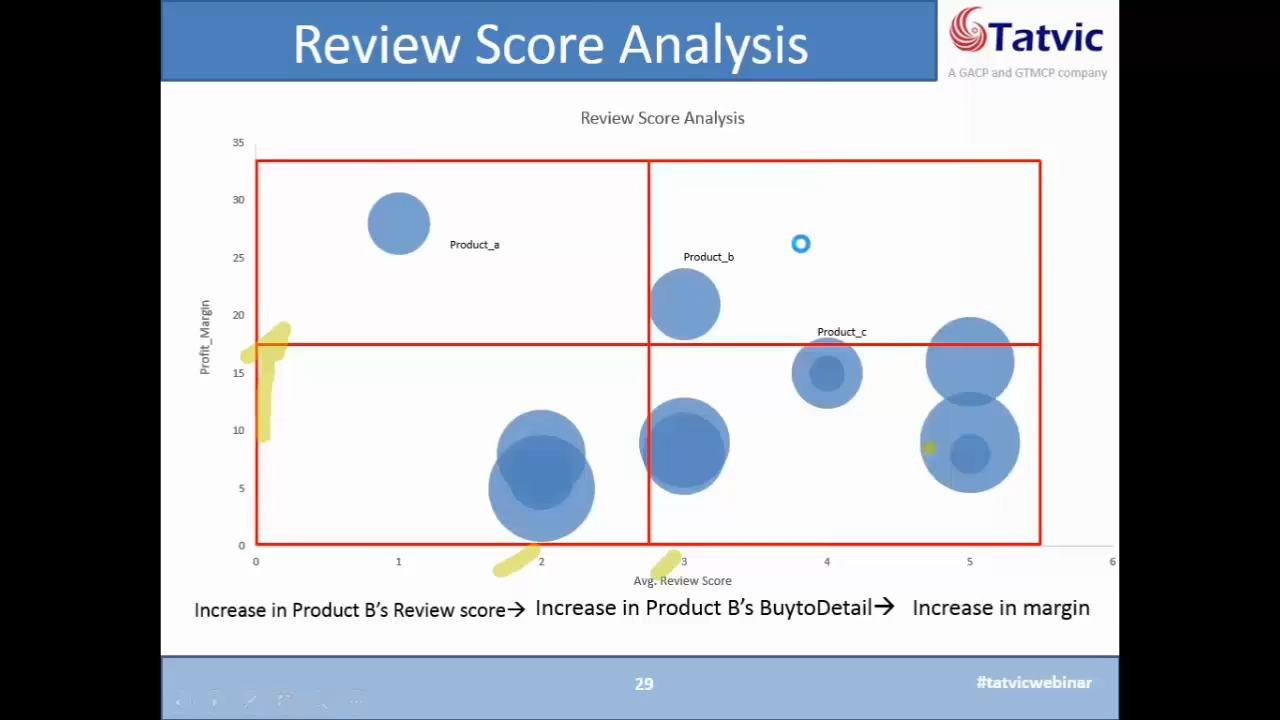 Review Score Analysis
Tatvic
A GACP and GTMCP company
Review Score Analysis
35
30
25
20
15
10
5
0
Profit_Margin
Product_a
Product_b
Product_c
0 1 2 3 4 5 6
Avg. Review Score
Increase in Product B's Review score→ Increase in Product B's BuytoDetail→ Increase in margin
29
#tatvicwebinar